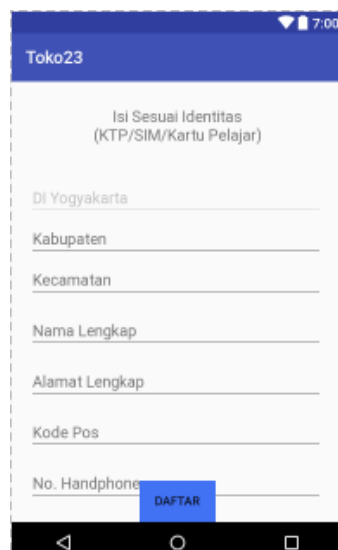 7:00
Toko23
Isi Sesuai Identitas
(KTP/SIM/Kartu Pelajar)
DI Yogyakarta
Kabupaten
Kecamatan
Nama Lengkap
Alamat Lengkap
Kode Pos
No. Handphone
DAFTAR